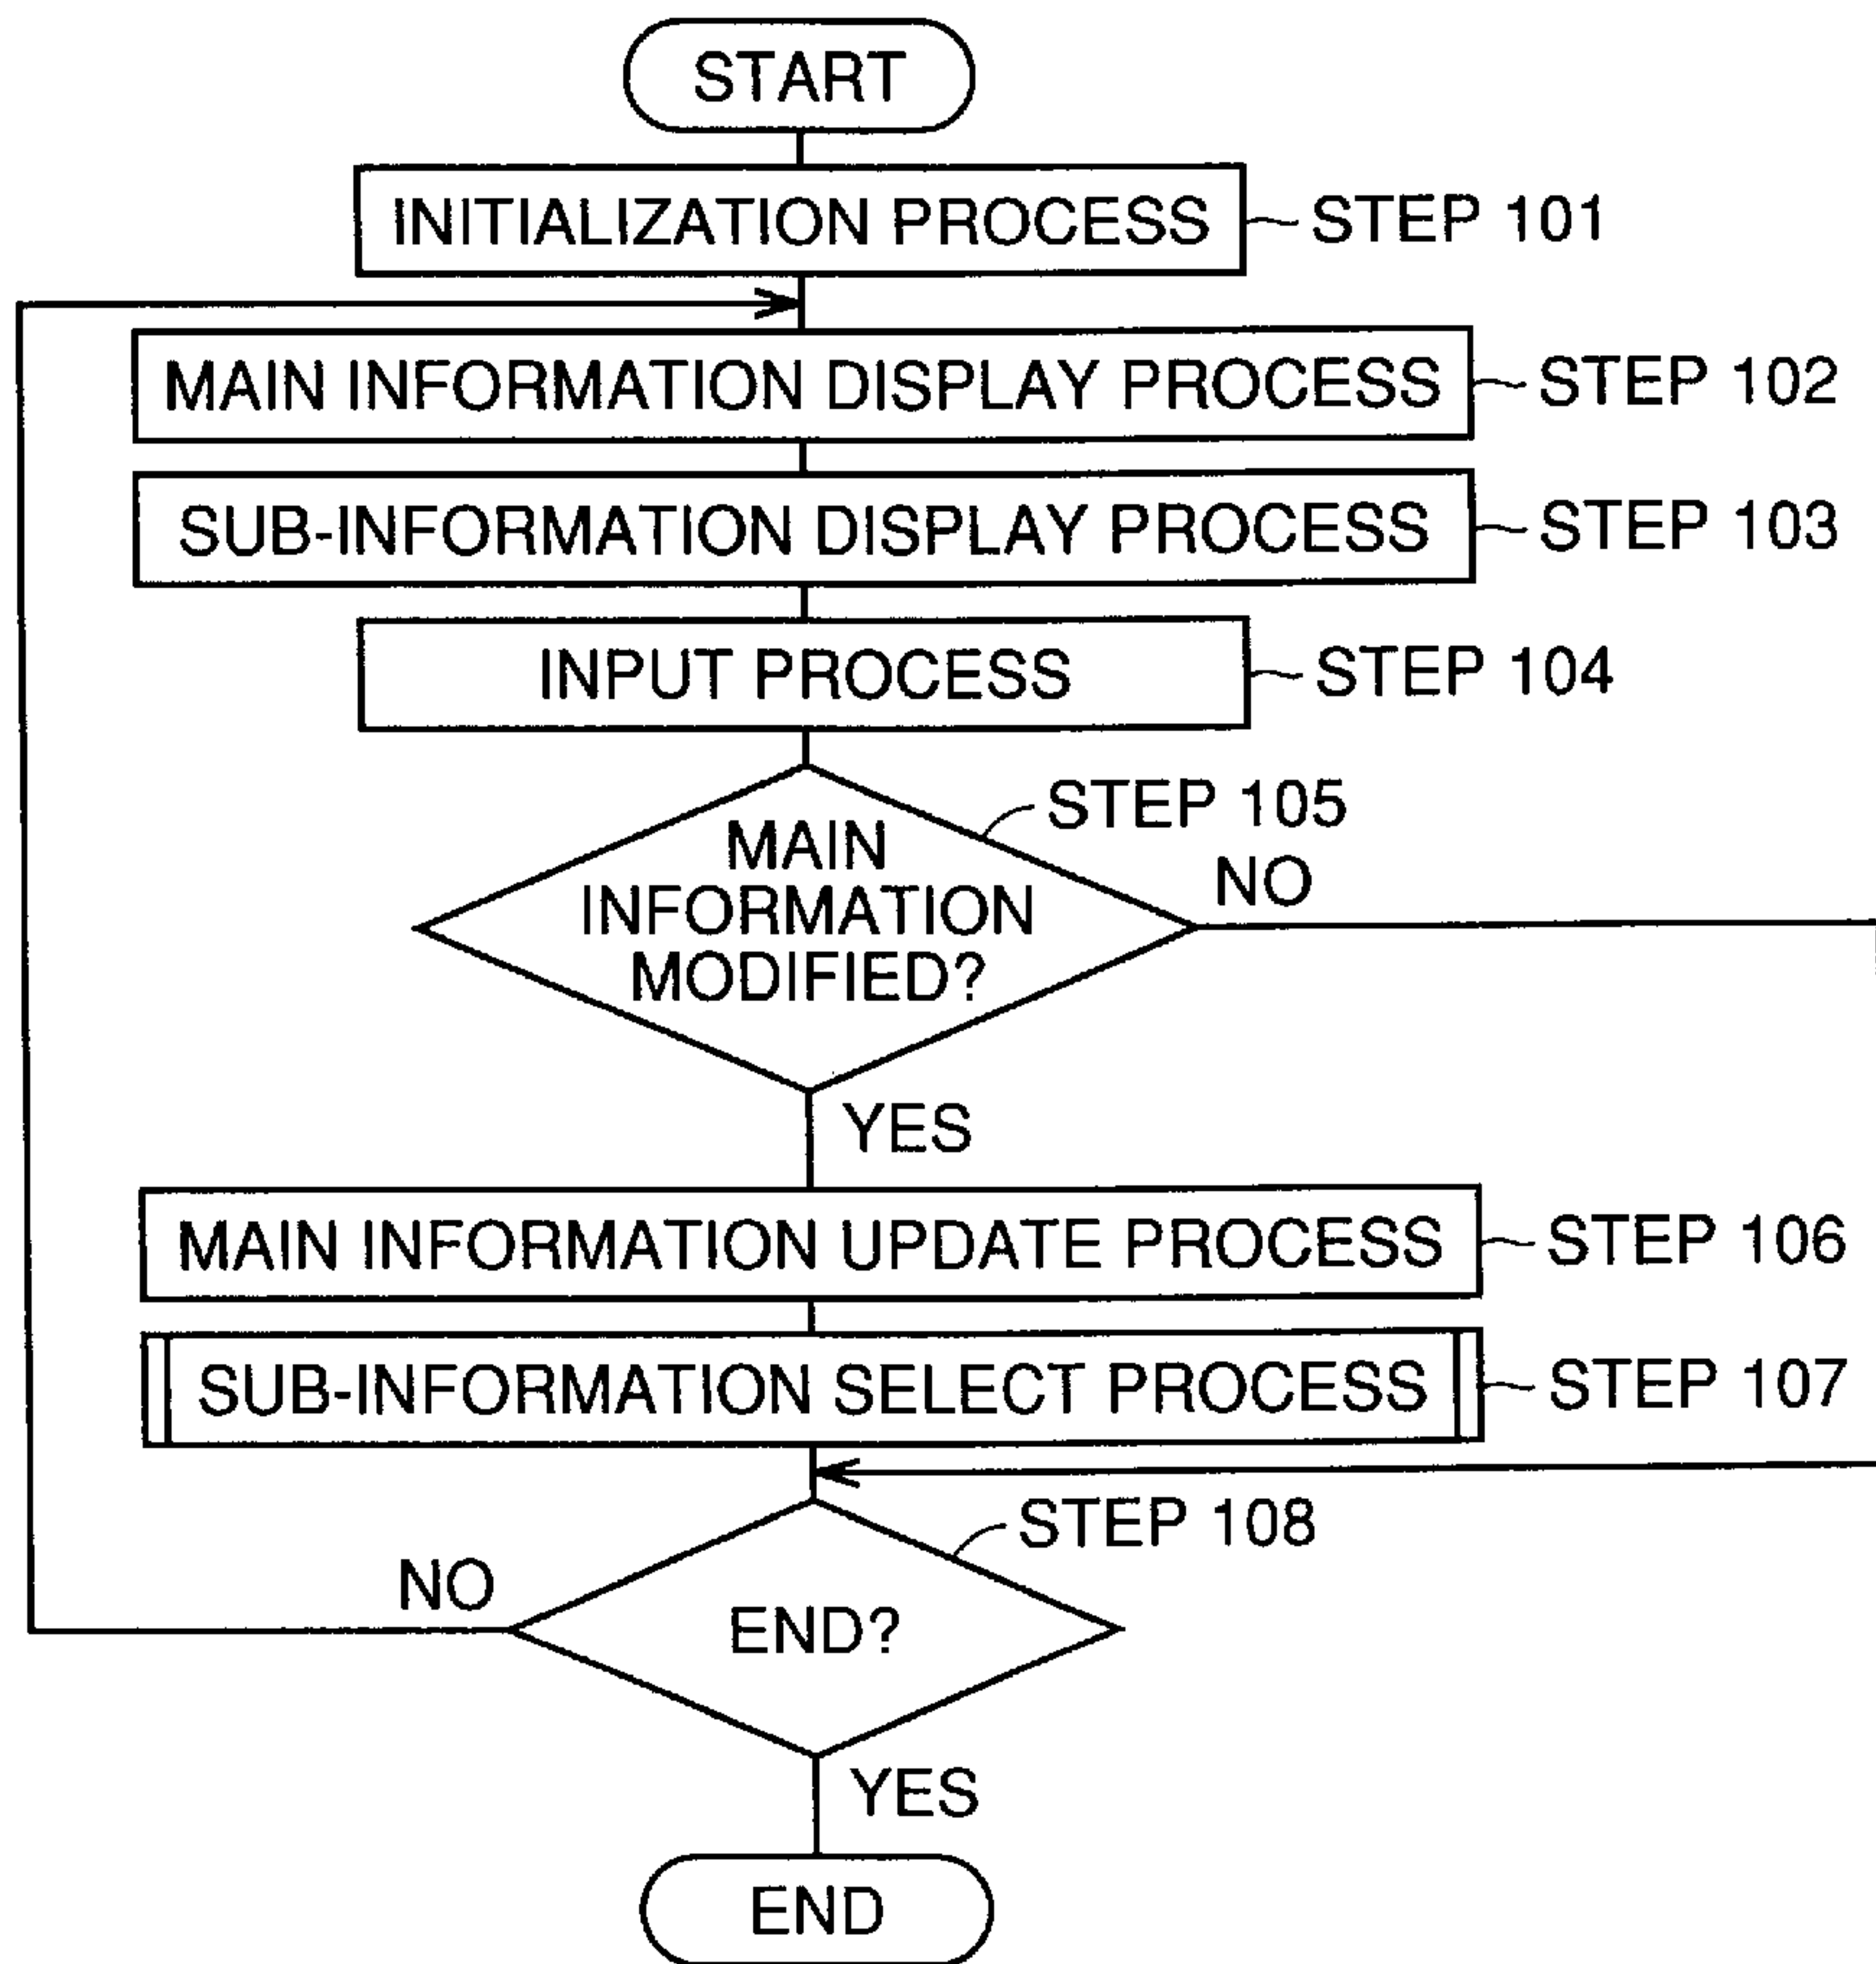 START
INITIALIZATION PROCESS STEP 101
MAIN INFORMATION DISPLAY PROCESS STEP 102
SUB-INFORMATION DISPLAY PROCESS STEP 103
INPUT PROCESS STEP 104
STEP 105
MAIN
INFORMATION
MODIFIED?
NO
YES
MAIN INFORMATION UPDATE PROCESS STEP 106
SUB-INFORMATION SELECT PROCESS STEP 107
STEP 108
NO
END?
YES
END